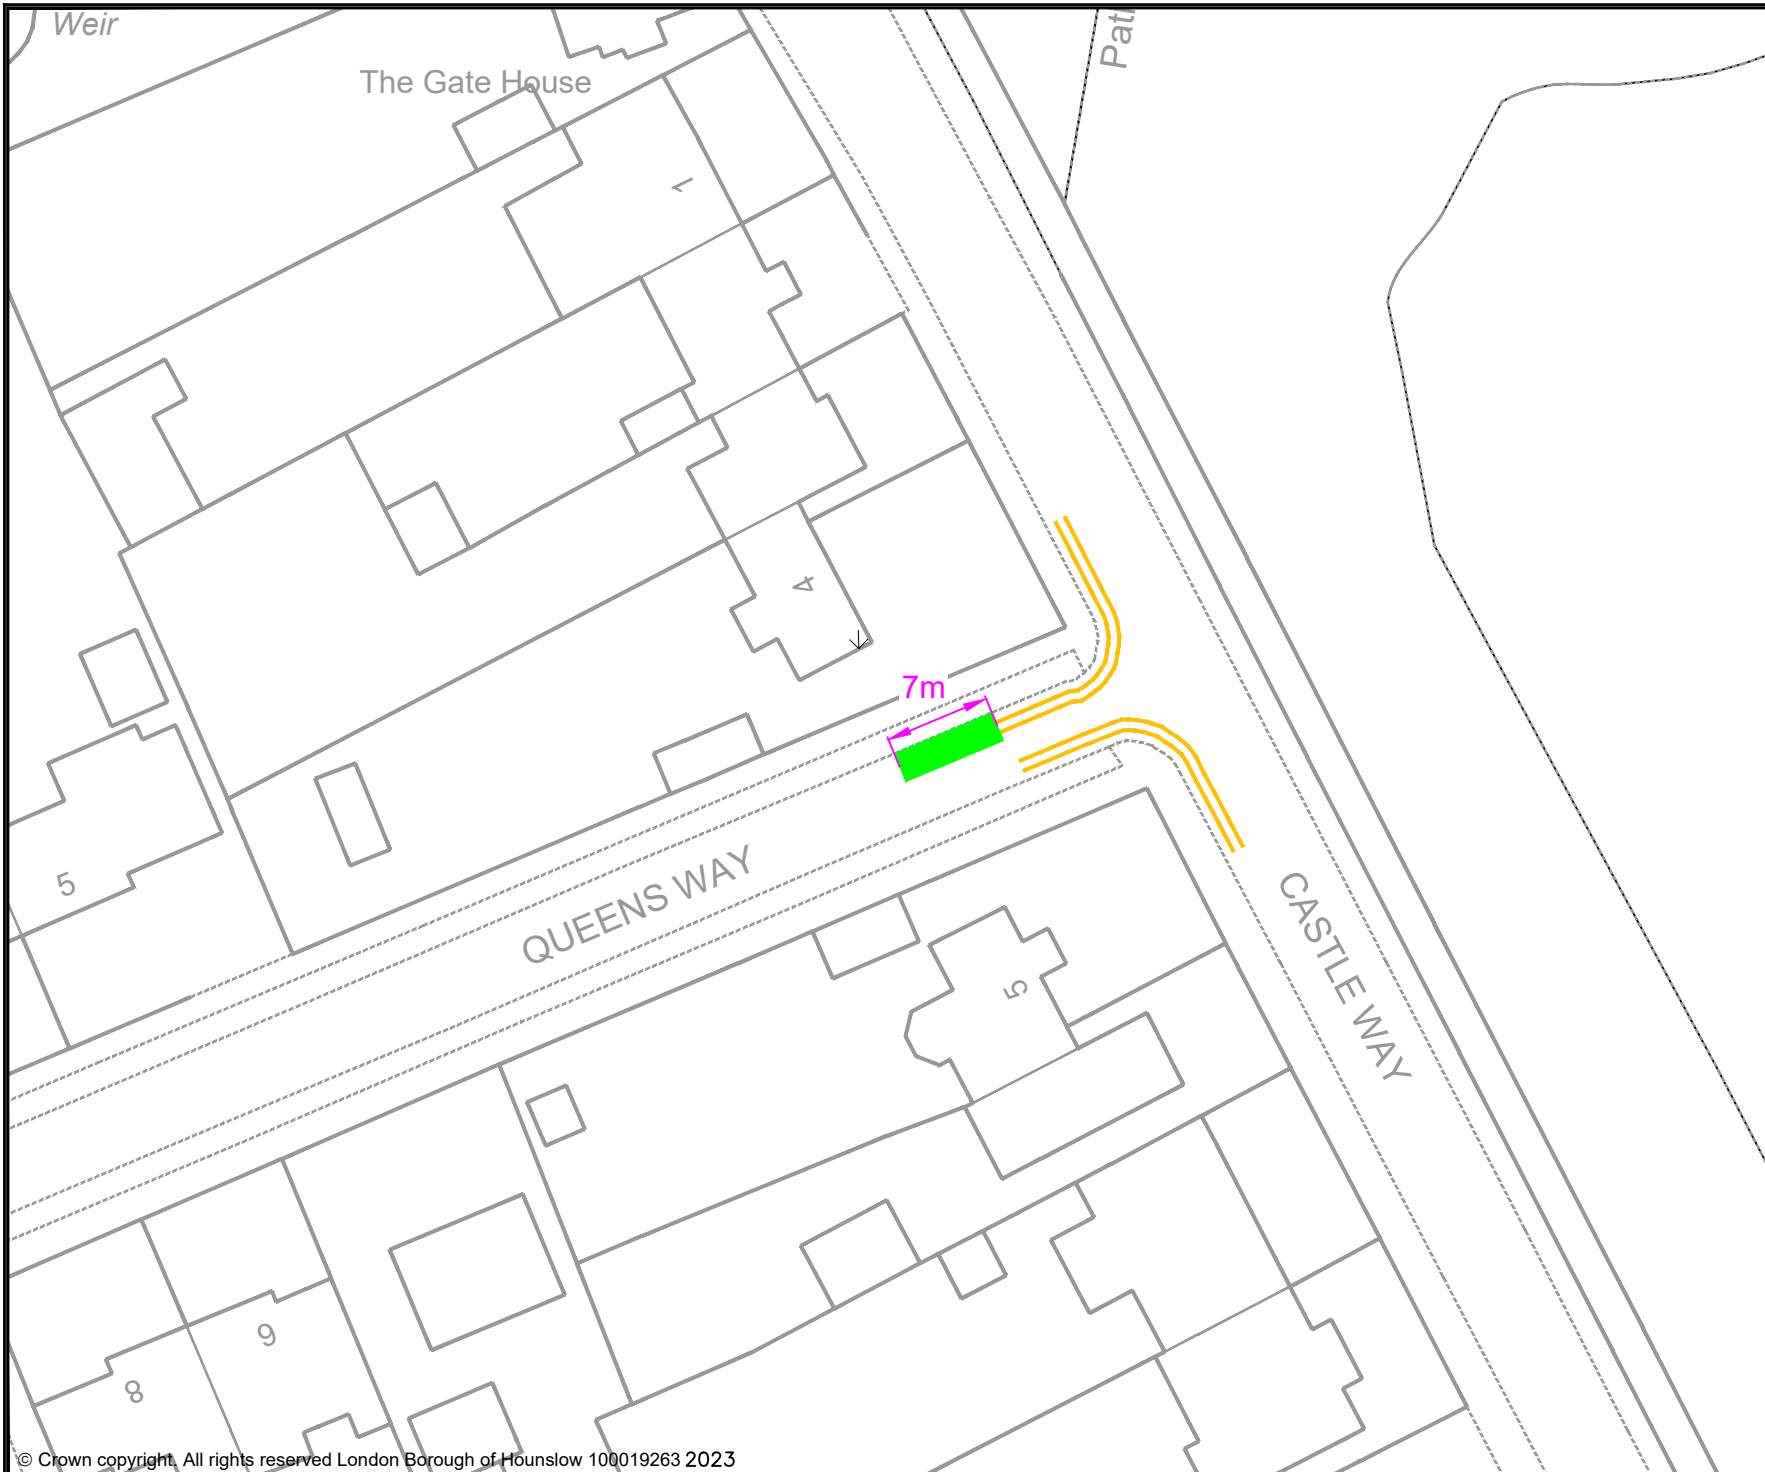 Weir
The Gate House
1
4
7m
5
QUEENS WAY
CASTLE WAY
5
9
8
© Crown copyright. All rights reserved London Borough of Hounslow 100019263 2023